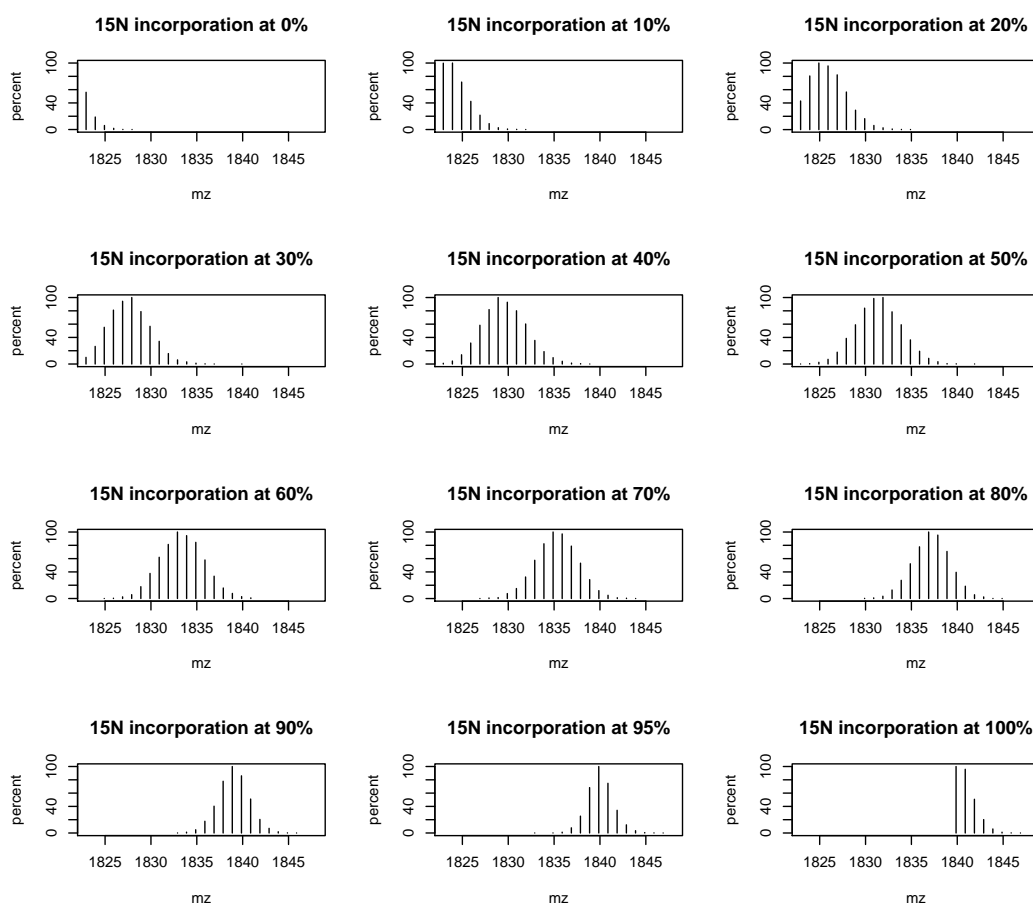 15N incorporation at 0%
percent
0 40 100
1825 1830 1835 1840 1845
mz
15N incorporation at 10%
percent
0 40 100
1825 1830 1835 1840 1845
mz
15N incorporation at 20%
percent
0 40 100
1825 1830 1835 1840 1845
mz
15N incorporation at 30%
percent
0 40 100
1825 1830 1835 1840 1845
mz
15N incorporation at 40%
percent
0 40 100
1825 1830 1835 1840 1845
mz
15N incorporation at 50%
percent
0 40 100
1825 1830 1835 1840 1845
mz
15N incorporation at 60%
percent
0 40 100
1825 1830 1835 1840 1845
mz
15N incorporation at 70%
percent
0 40 100
1825 1830 1835 1840 1845
mz
15N incorporation at 80%
percent
0 40 100
1825 1830 1835 1840 1845
mz
15N incorporation at 90%
percent
0 40 100
1825 1830 1835 1840 1845
mz
15N incorporation at 95%
percent
0 40 100
1825 1830 1835 1840 1845
mz
15N incorporation at 100%
percent
0 40 100
1825 1830 1835 1840 1845
mz